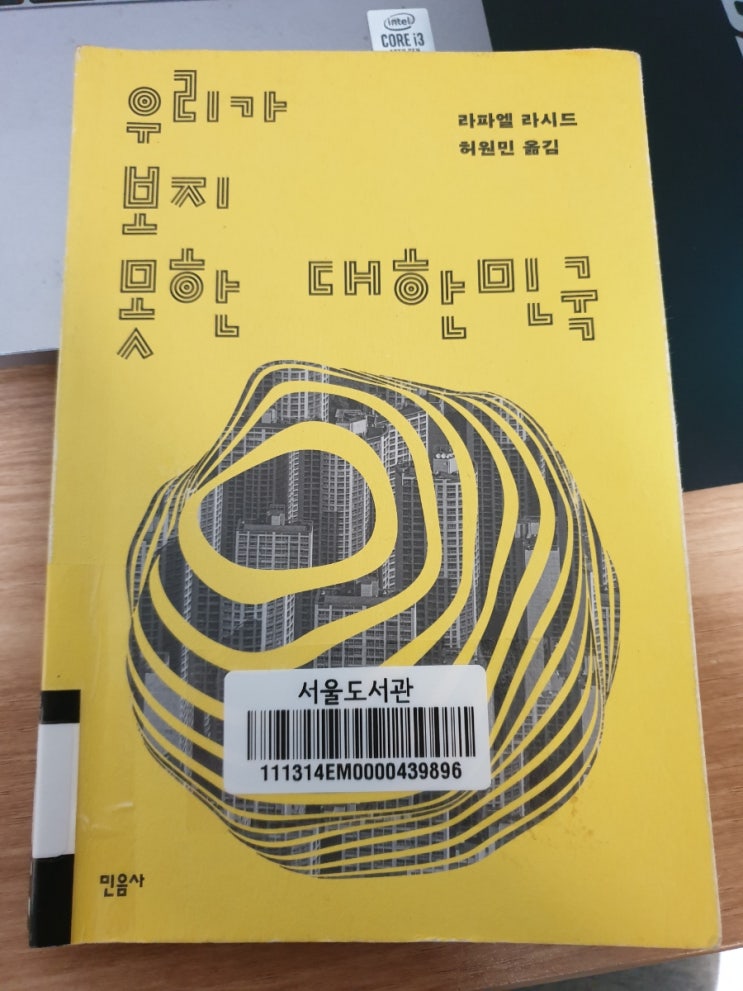 intel
CORE i3
우리가
보지
못한 대한민국
라파엘 라시드
허원민 옮김
서울도서관
111314EM0000439896
민음사